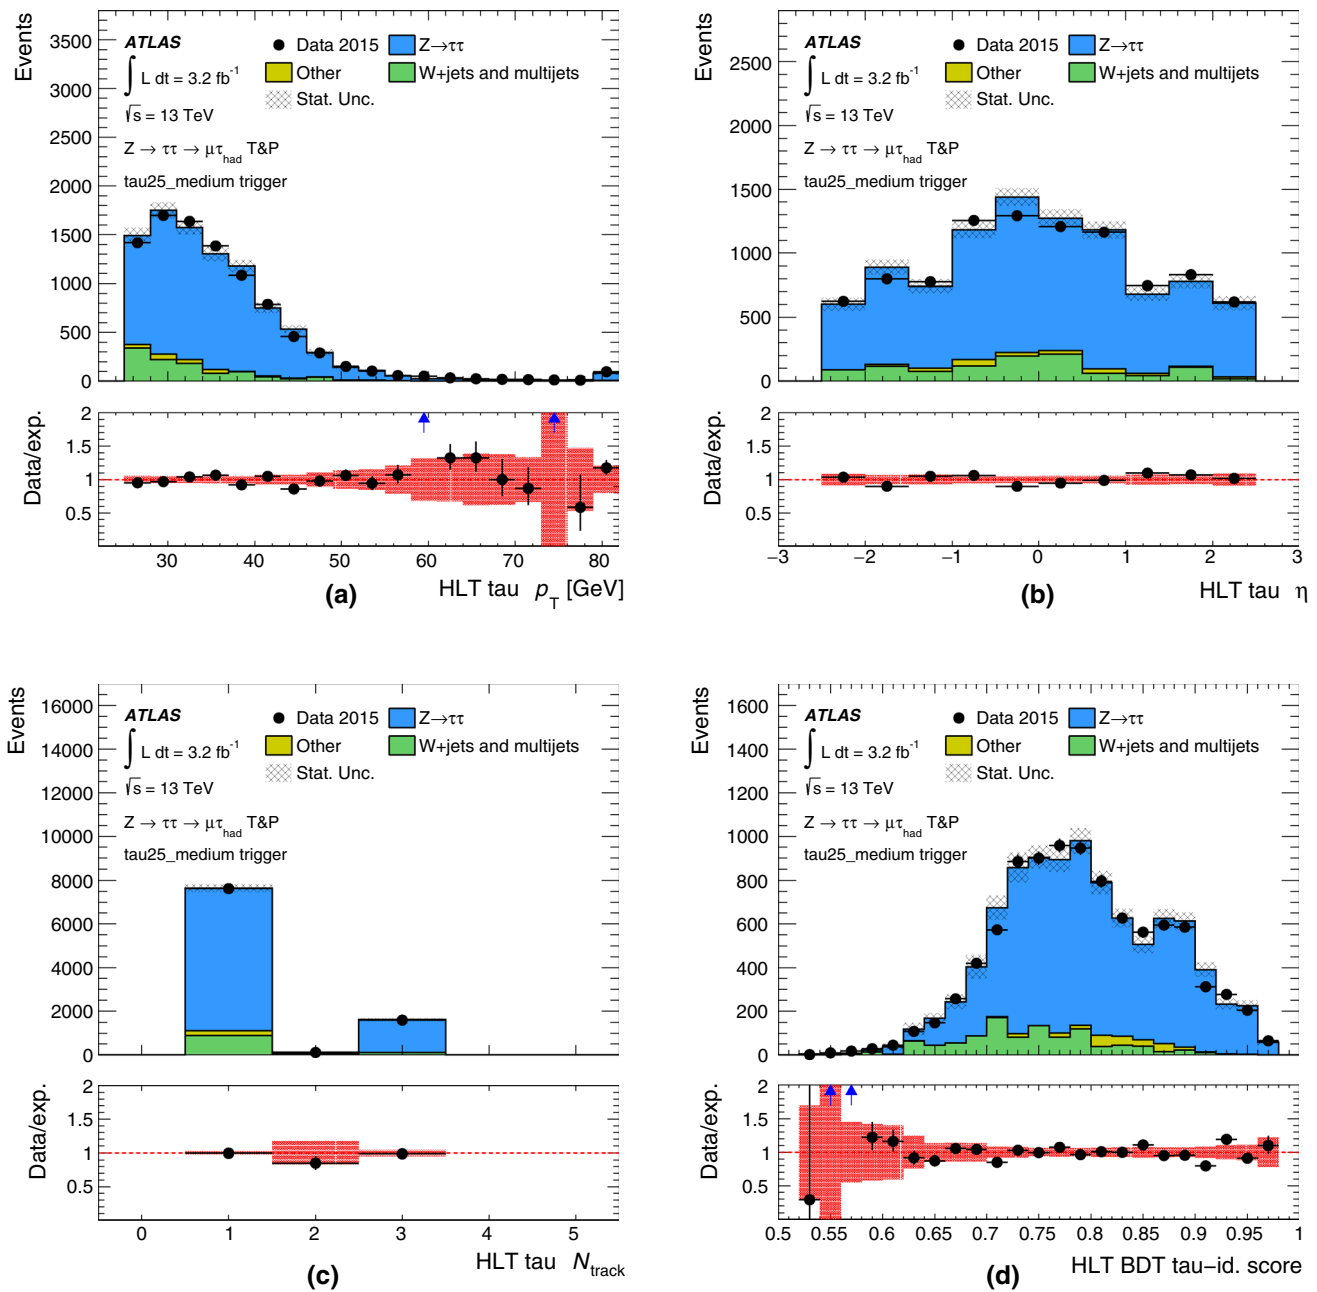 Events
3500
3000
2500
2000
1500
1000
500
0
ATLAS
∫ L dt = 3.2 fb⁻¹
√s = 13 TeV
Z → ττ → μτ_had T&P
tau25_medium trigger
Data 2015
Z→ττ
Other
W+jets and multijets
Stat. Unc.
Data/exp.
2
1.5
1
0.5
30 40 50 60 70 80
HLT tau p_T [GeV]
(a)
Events
2500
2000
1500
1000
500
0
ATLAS
∫ L dt = 3.2 fb⁻¹
√s = 13 TeV
Z → ττ → μτ_had T&P
tau25_medium trigger
Data 2015
Z→ττ
Other
W+jets and multijets
Stat. Unc.
Data/exp.
2
1.5
1
0.5
−3 −2 −1 0 1 2 3
HLT tau η
(b)
Events
16000
14000
12000
10000
8000
6000
4000
2000
0
ATLAS
∫ L dt = 3.2 fb⁻¹
√s = 13 TeV
Z → ττ → μτ_had T&P
tau25_medium trigger
Data 2015
Z→ττ
Other
W+jets and multijets
Stat. Unc.
Data/exp.
2
1.5
1
0.5
0 1 2 3 4 5
HLT tau N_track
(c)
Events
1600
1400
1200
1000
800
600
400
200
0
ATLAS
∫ L dt = 3.2 fb⁻¹
√s = 13 TeV
Z → ττ → μτ_had T&P
tau25_medium trigger
Data 2015
Z→ττ
Other
W+jets and multijets
Stat. Unc.
Data/exp.
2
1.5
1
0.5
0.5 0.55 0.6 0.65 0.7 0.75 0.8 0.85 0.9 0.95 1
HLT BDT tau−id. score
(d)